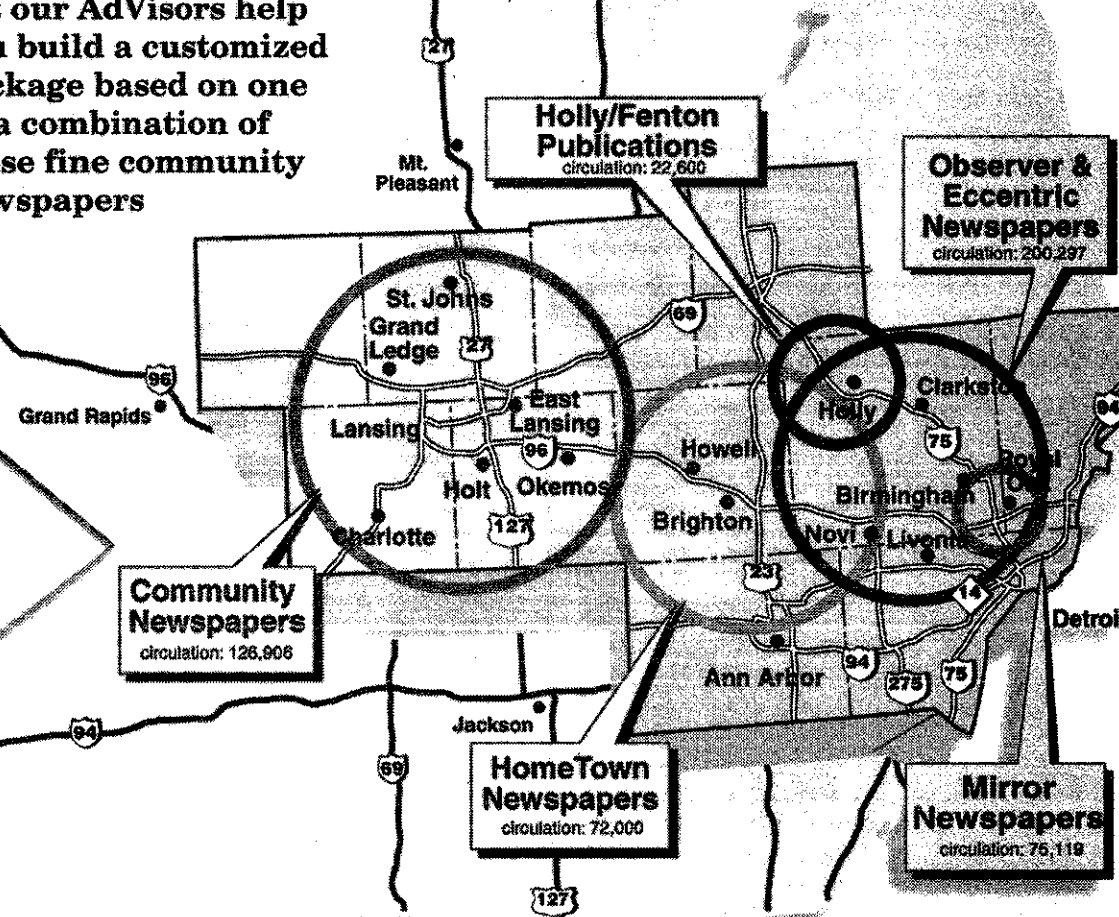 our AdVisors help
build a customized
ckage based on one
a combination of
se fine community
wspapers
27
Mt.
Pleasant
Holly/Fenton
Publications
circulation: 22,600
Observer &
Eccentric
Newspapers
circulation: 200,297
St. Johns
Grand
Ledge
27
69
96
Grand Rapids
Lansing
East
Lansing
96
Holt
Okemos
127
Charlotte
Howell
Brighton
Holly
Clarkston
75
94
Royal
Birmingham
Novi
Livonia
23
14
Detroi
Community
Newspapers
circulation: 126,906
Ann Arbor
94
275
75
94
Jackson
69
HomeTown
Newspapers
circulation: 72,000
Mirror
Newspapers
circulation: 75,119
127